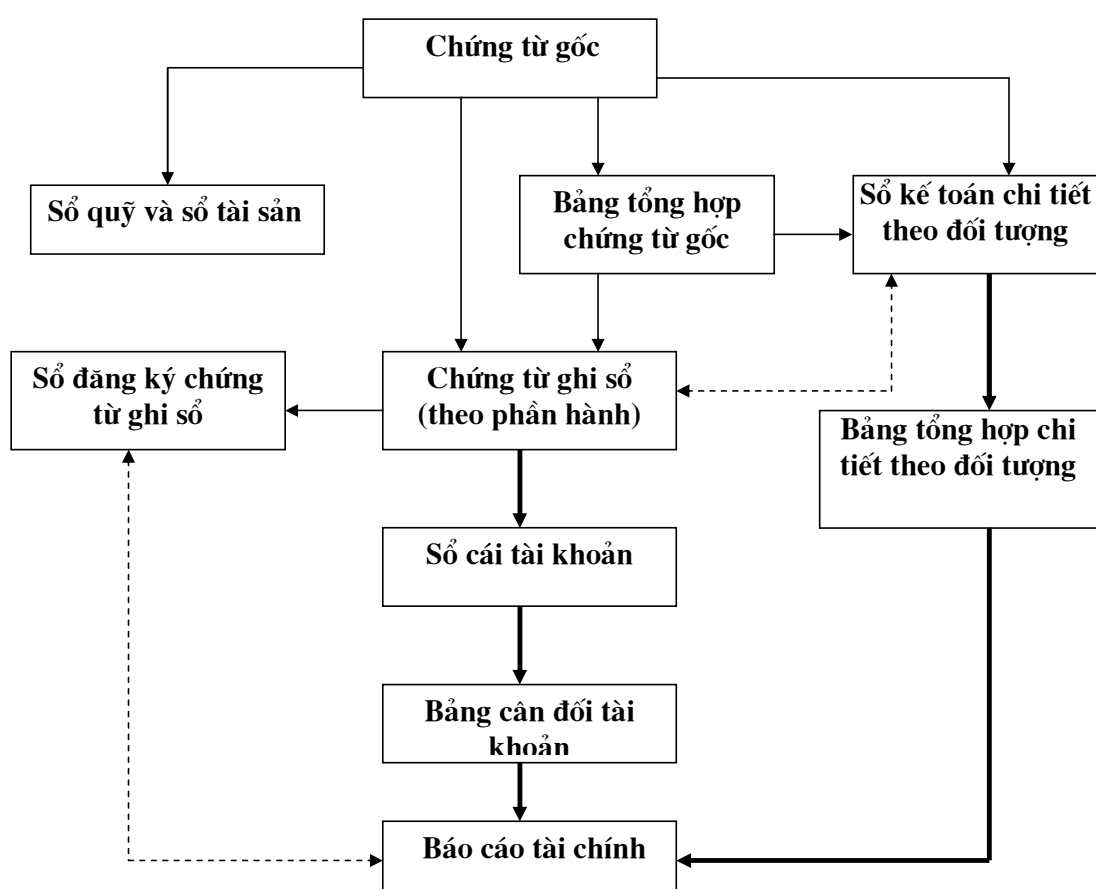 Chứng từ gốc
Sổ quỹ và sổ tài sản
Bảng tổng hợp
chứng từ gốc
Sổ kế toán chi tiết
theo đối tượng
Sổ đăng ký chứng
từ ghi sổ
Chứng từ ghi sổ
(theo phần hành)
Bảng tổng hợp chi
tiết theo đối tượng
Sổ cái tài khoản
Bảng cân đối tài
khoản
Báo cáo tài chính